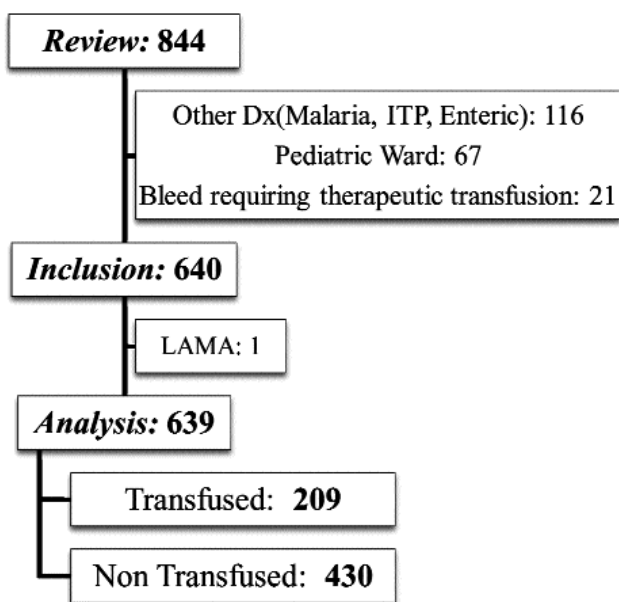 Review: 844
Other Dx(Malaria, ITP, Enteric): 116
Pediatric Ward: 67
Bleed requiring therapeutic transfusion: 21
Inclusion: 640
LAMA: 1
Analysis: 639
Transfused: 209
Non Transfused: 430